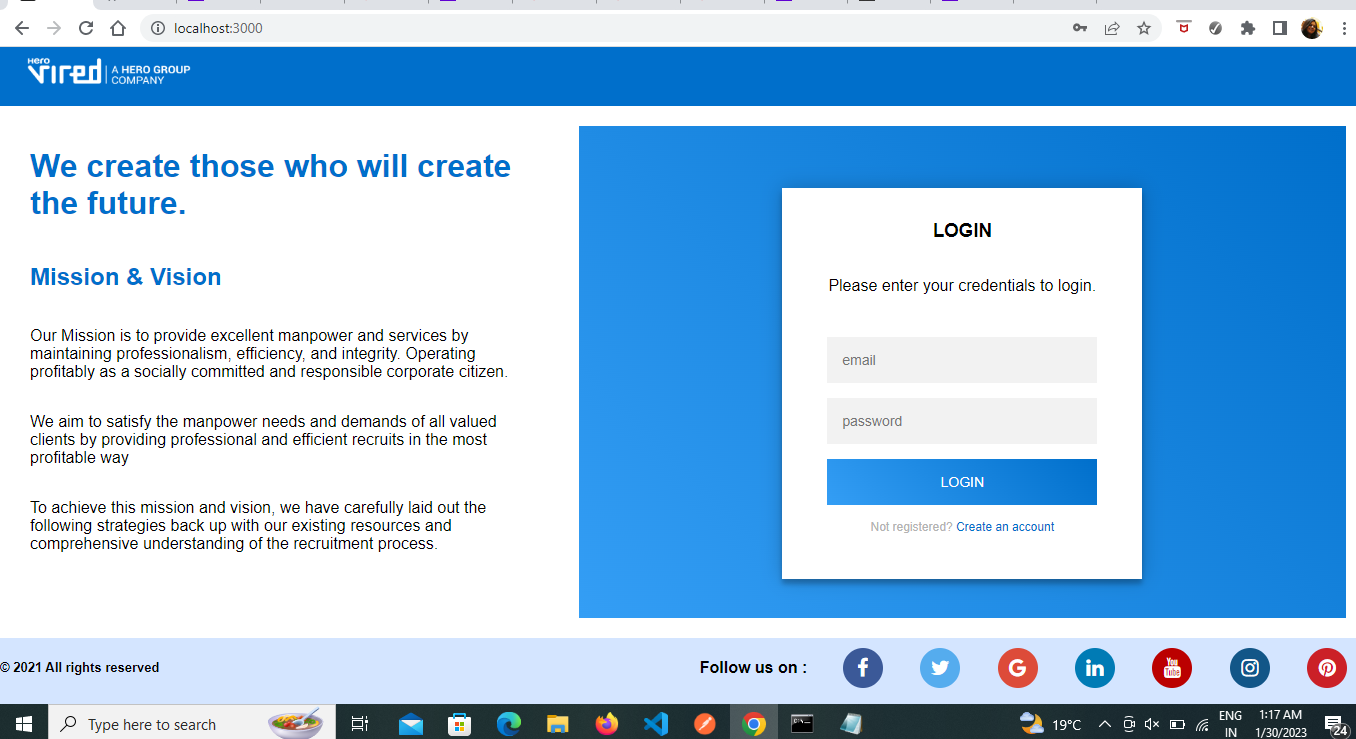 localhost:3000
Hero
vired
A HERO GROUP
COMPANY
We create those who will create
the future.
Mission & Vision
Our Mission is to provide excellent manpower and services by
maintaining professionalism, efficiency, and integrity. Operating
profitably as a socially committed and responsible corporate citizen.
We aim to satisfy the manpower needs and demands of all valued
clients by providing professional and efficient recruits in the most
profitable way
To achieve this mission and vision, we have carefully laid out the
following strategies back up with our existing resources and
comprehensive understanding of the recruitment process.
LOGIN
Please enter your credentials to login.
email
password
LOGIN
Not registered? Create an account
© 2021 All rights reserved
Follow us on :
You
Tube
Type here to search
19°C
ENG
IN
1:17 AM
1/30/2023
24